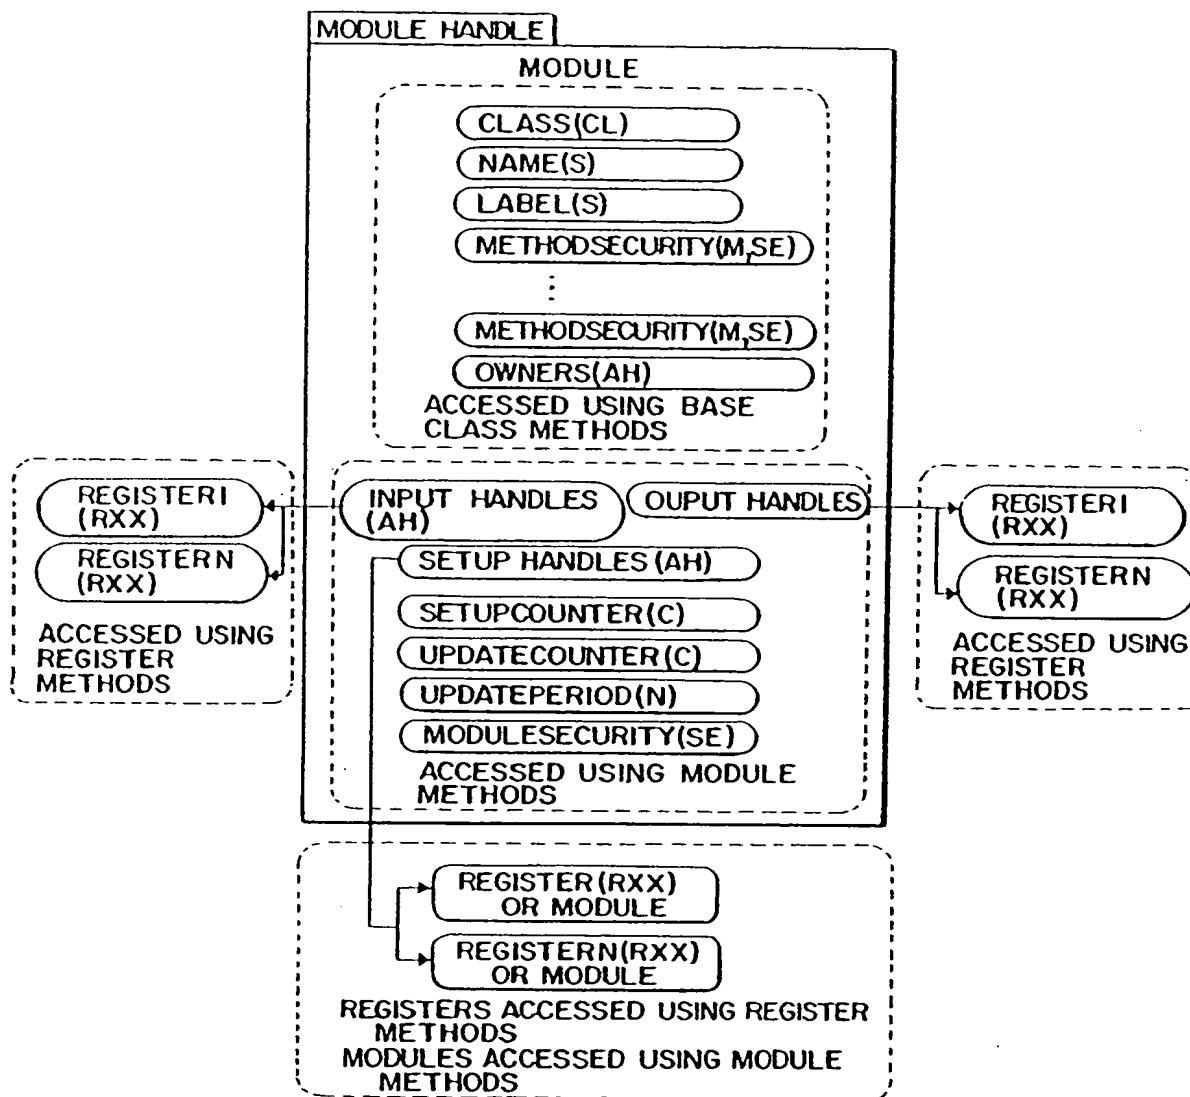 MODULE HANDLE
MODULE
CLASS(CL)
NAME(S)
LABEL(S)
METHODSECURITY(M,SE)
METHODSECURITY(M,SE)
OWNERS(AH)
ACCESSED USING BASE
CLASS METHODS
REGISTER1
(RXX)
REGISTERN
(RXX)
ACCESSED USING
REGISTER
METHODS
INPUT HANDLES
(AH)
OUPUT HANDLES
SETUP HANDLES(AH)
SETUPCOUNTER(C)
UPDATECOUNTER(C)
UPDATEPERIOD(N)
MODULESECURITY(SE)
ACCESSED USING MODULE
METHODS
REGISTER1
(RXX)
REGISTERN
(RXX)
ACCESSED USING
REGISTER
METHODS
REGISTER(RXX)
OR MODULE
REGISTERN(RXX)
OR MODULE
REGISTERS ACCESSED USING REGISTER
METHODS
MODULES ACCESSED USING MODULE
METHODS